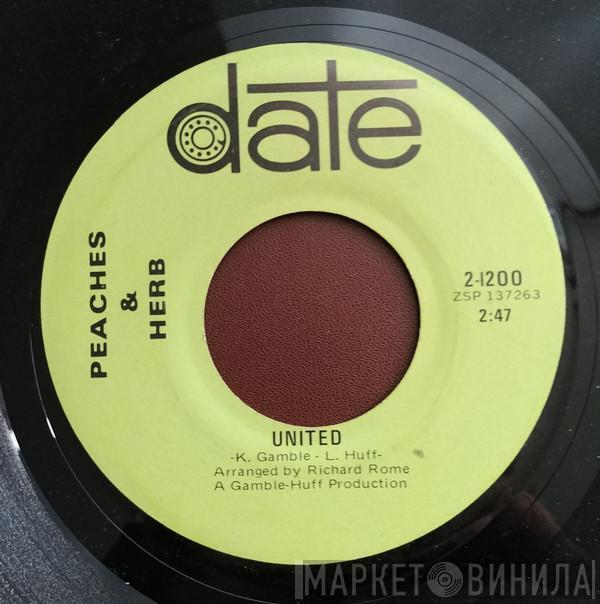 date
PEACHES
&
HERB
2-1200
ZSP 137263
2:47
UNITED
-K. Gamble - L. Huff-
Arranged by Richard Rome
A Gamble-Huff Production
МАРКЕТ ВИНИЛА